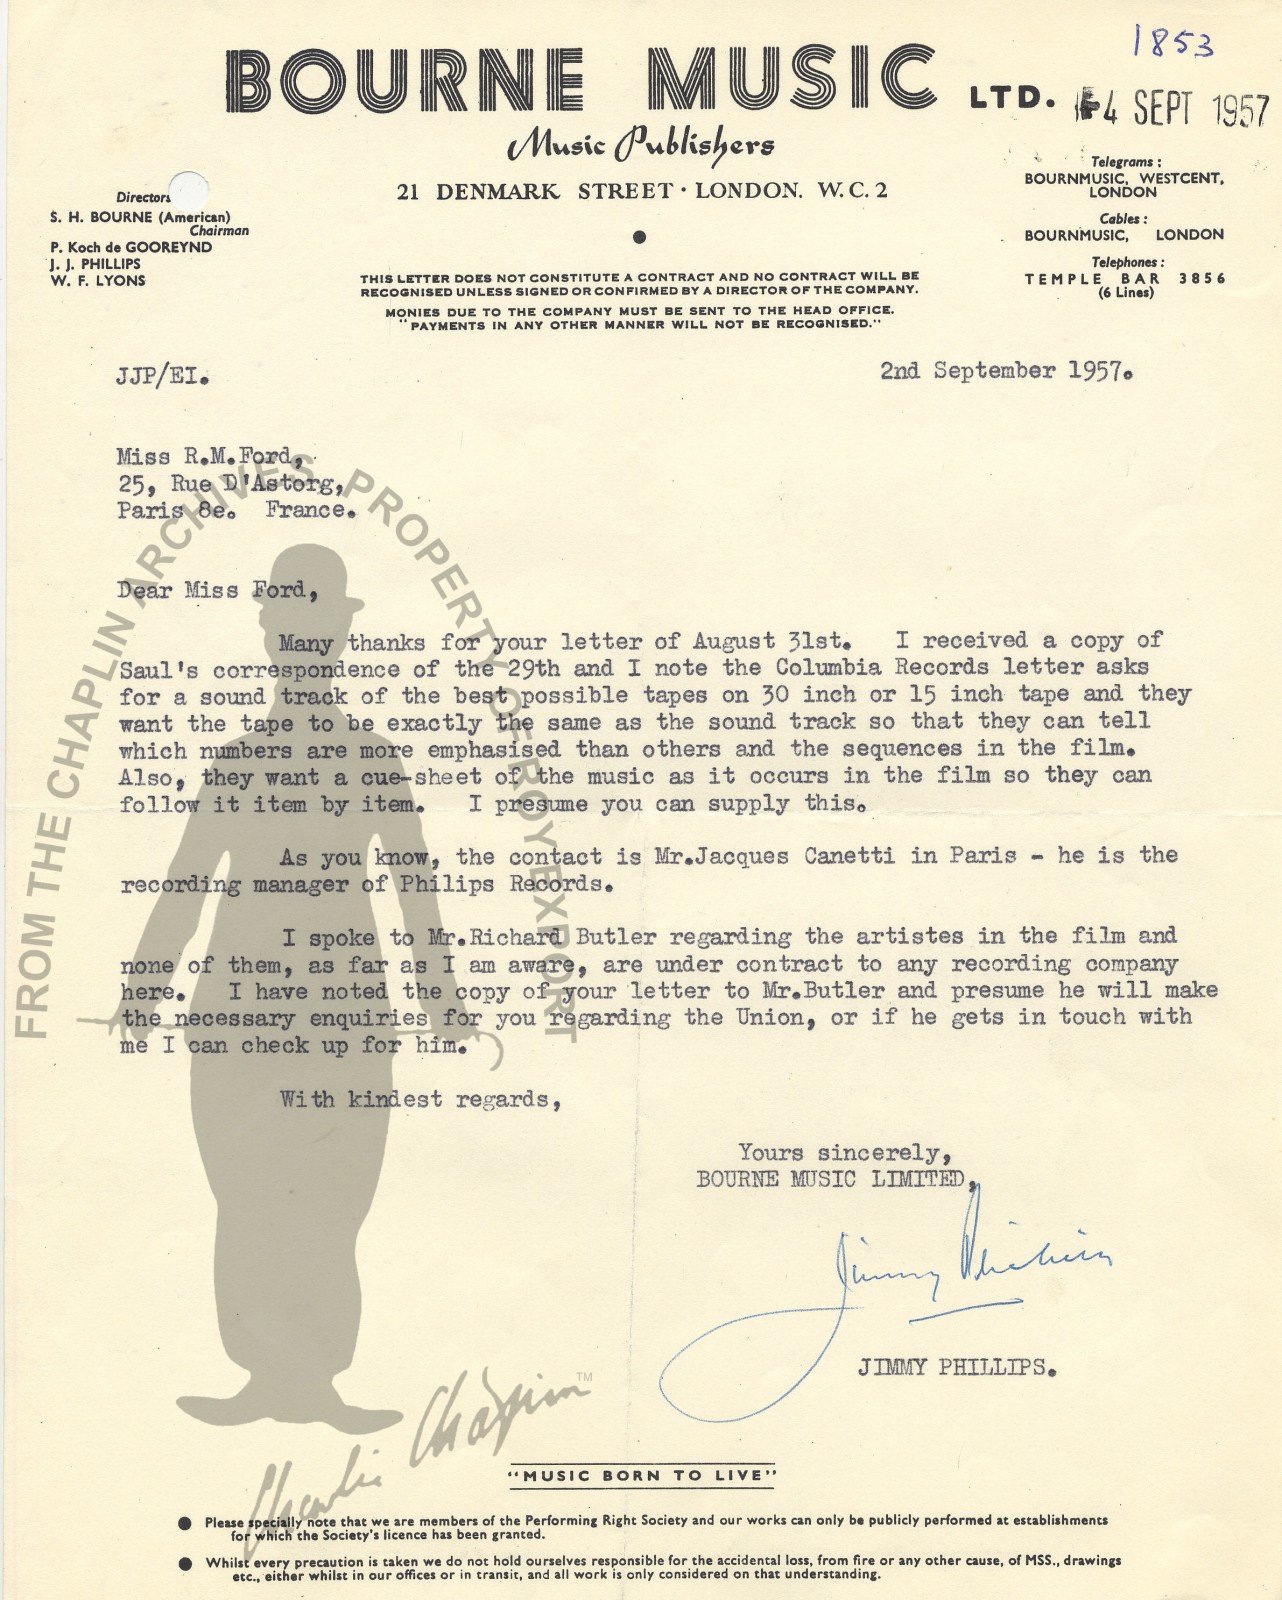 1853
BOURNE MUSIC LTD.
4 SEPT 1957
Music Publishers
21 DENMARK STREET · LONDON. W.C.2
Directors
S. H. BOURNE (American)
Chairman
P. Koch de GOOREYND
J. J. PHILLIPS
W. F. LYONS
Telegrams :
BOURNMUSIC, WESTCENT,
LONDON
Cables :
BOURNMUSIC, LONDON
Telephones :
TEMPLE BAR 3856
(6 Lines)
THIS LETTER DOES NOT CONSTITUTE A CONTRACT AND NO CONTRACT WILL BE
RECOGNISED UNLESS SIGNED OR CONFIRMED BY A DIRECTOR OF THE COMPANY.
MONIES DUE TO THE COMPANY MUST BE SENT TO THE HEAD OFFICE.
"PAYMENTS IN ANY OTHER MANNER WILL NOT BE RECOGNISED."
JJP/EI.
2nd September 1957.
Miss R.M.Ford,
25, Rue D'Astorg,
Paris 8e. France.
Dear Miss Ford,
Many thanks for your letter of August 31st. I received a copy of
Saul's correspondence of the 29th and I note the Columbia Records letter asks
for a sound track of the best possible tapes on 30 inch or 15 inch tape and they
want the tape to be exactly the same as the sound track so that they can tell
which numbers are more emphasised than others and the sequences in the film.
Also, they want a cue-sheet of the music as it occurs in the film so they can
follow it item by item. I presume you can supply this.
As you know, the contact is Mr.Jacques Canetti in Paris - he is the
recording manager of Philips Records.
I spoke to Mr.Richard Butler regarding the artistes in the film and
none of them, as far as I am aware, are under contract to any recording company
here. I have noted the copy of your letter to Mr.Butler and presume he will make
the necessary enquiries for you regarding the Union, or if he gets in touch with
me I can check up for him.
With kindest regards,
Yours sincerely,
BOURNE MUSIC LIMITED,
Jimmy Phillips
JIMMY PHILLIPS.
FROM THE CHAPLIN ARCHIVES, PROPERTY OF ROY EXPORT
Charlie Chaplin TM
"MUSIC BORN TO LIVE"
● Please specially note that we are members of the Performing Right Society and our works can only be publicly performed at establishments
for which the Society's licence has been granted.
● Whilst every precaution is taken we do not hold ourselves responsible for the accidental loss, from fire or any other cause, of MSS., drawings
etc., either whilst in our offices or in transit, and all work is only considered on that understanding.